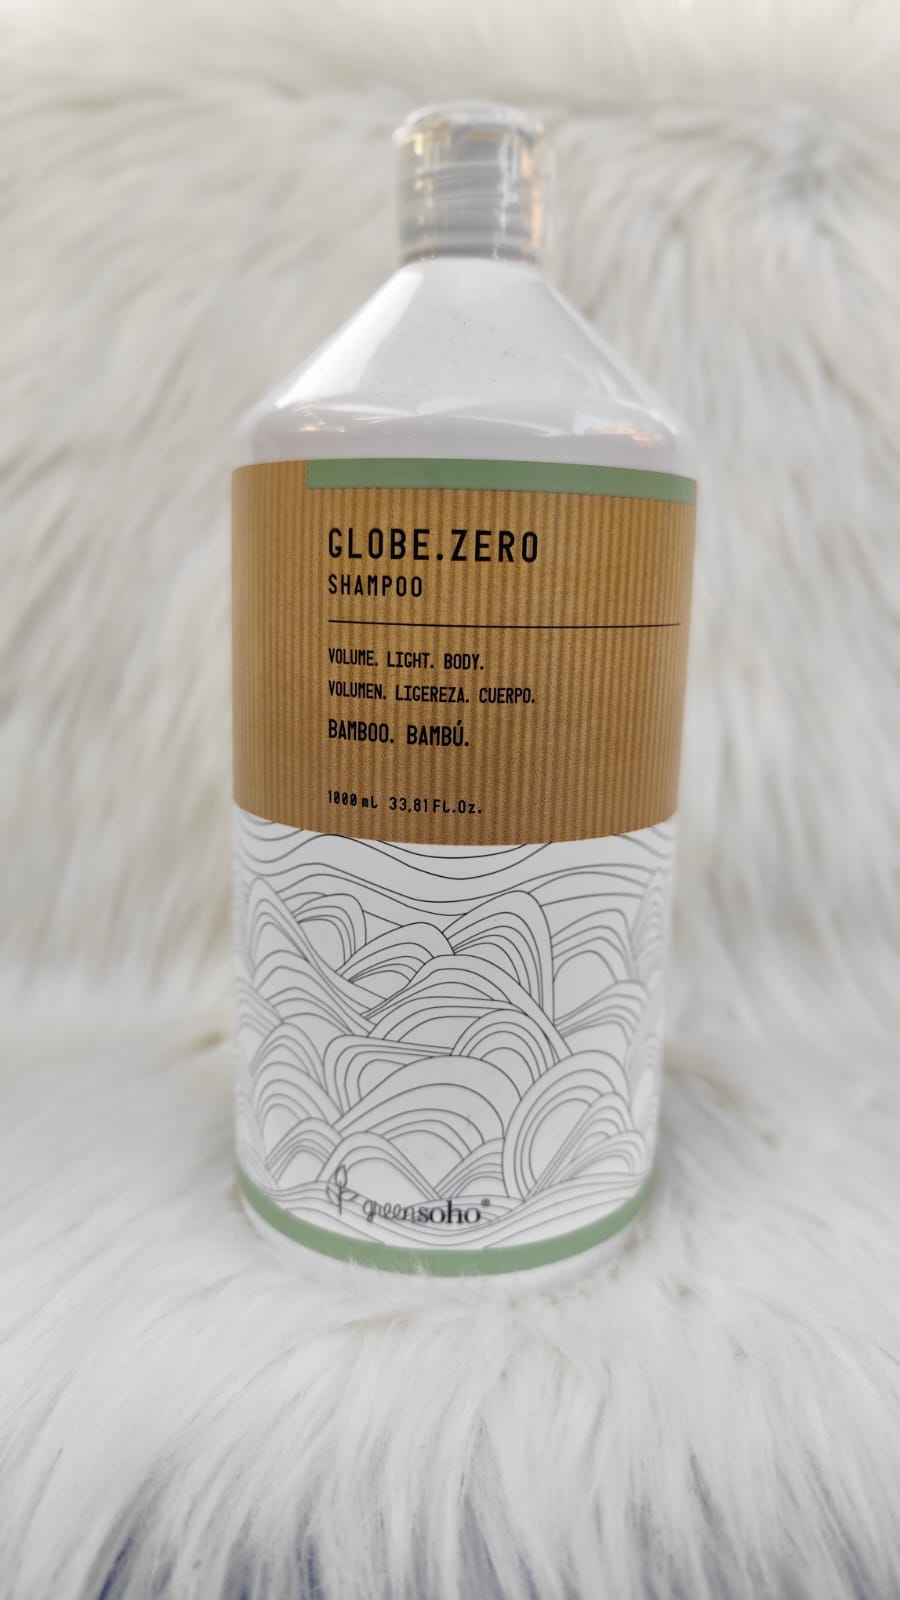 GLOBE.ZERO
SHAMPOO
VOLUME. LIGHT. BODY.
VOLUMEN. LIGEREZA. CUERPO.
BAMBOO. BAMBÚ.
1000 ml 33,81 FL.Oz.
greensoho®